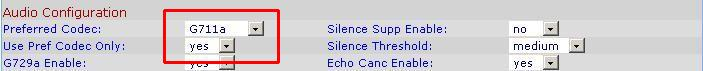 Audio Configuration
Preferred Codec: G711a Silence Supp Enable: no
Use Pref Codec Only: yes Silence Threshold: medium
G729a Enable: yes Echo Canc Enable: yes